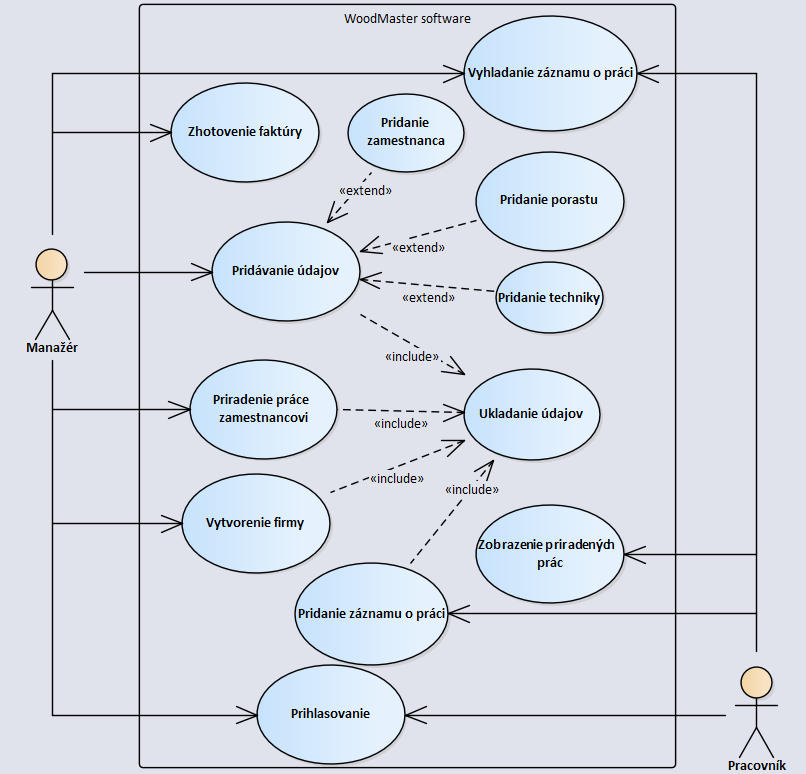 WoodMaster software
Vyhladanie záznamu o práci
Zhotovenie faktúry
Pridanie
zamestnanca
«extend»
Pridanie porastu
«extend»
Pridávanie údajov
Pridanie techniky
«extend»
Manažér
«include»
Priradenie práce
zamestnancovi
«include»
Ukladanie údajov
«include»
«include»
Vytvorenie firmy
Zobrazenie priradených
prác
Pridanie záznamu o práci
Prihlasovanie
Pracovník